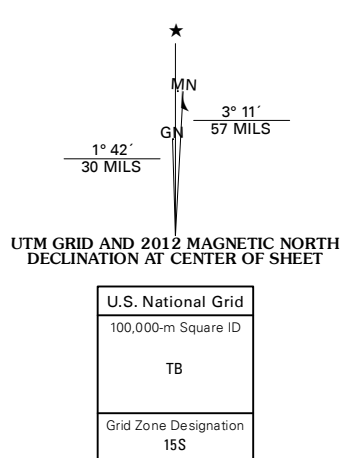 MN
3° 11´
57 MILS
GN
1° 42´
30 MILS
UTM GRID AND 2012 MAGNETIC NORTH
DECLINATION AT CENTER OF SHEET
U.S. National Grid
100,000-m Square ID
TB
Grid Zone Designation
15S